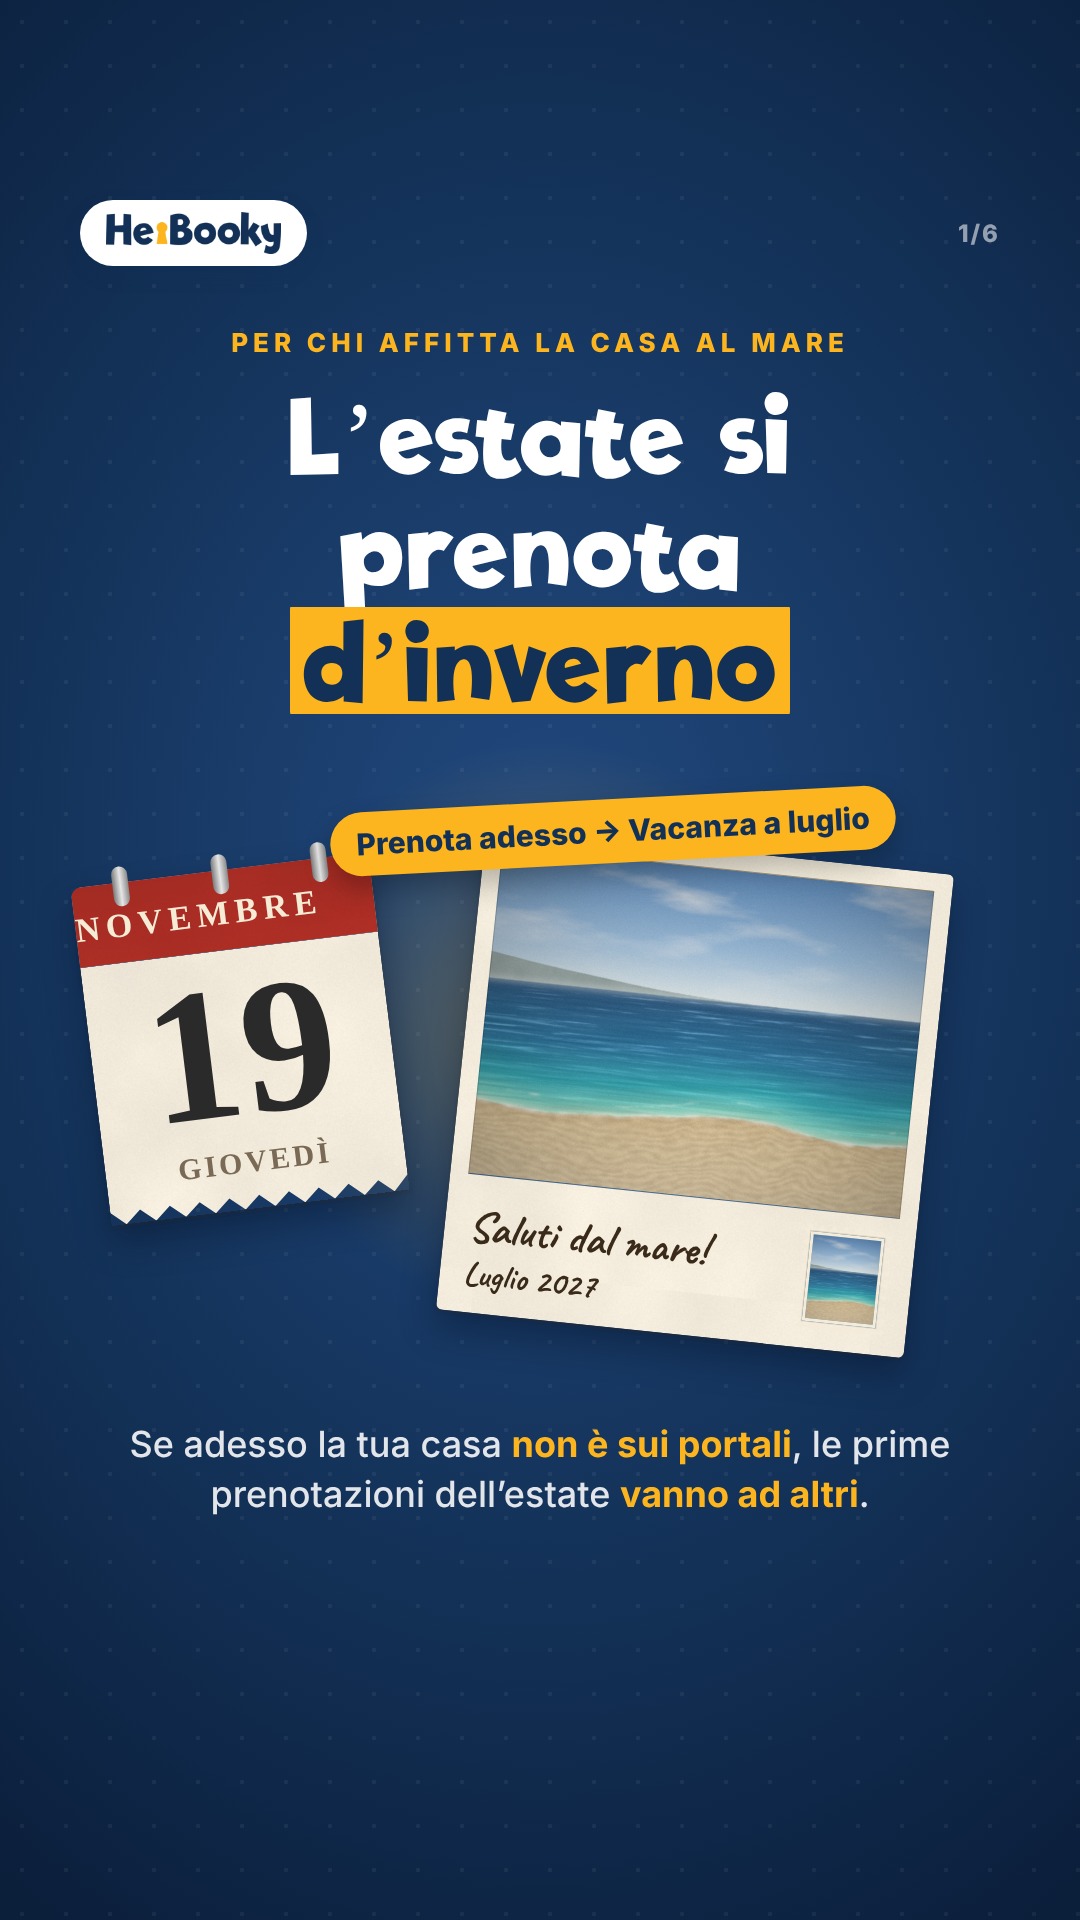 HeiBooky
1/6
PER CHI AFFITTA LA CASA AL MARE
L’estate si
prenota
d’inverno
Prenota adesso → Vacanza a luglio
NOVEMBRE
19
GIOVEDÌ
Saluti dal mare!
Luglio 2027
Se adesso la tua casa non è sui portali, le prime
prenotazioni dell’estate vanno ad altri.